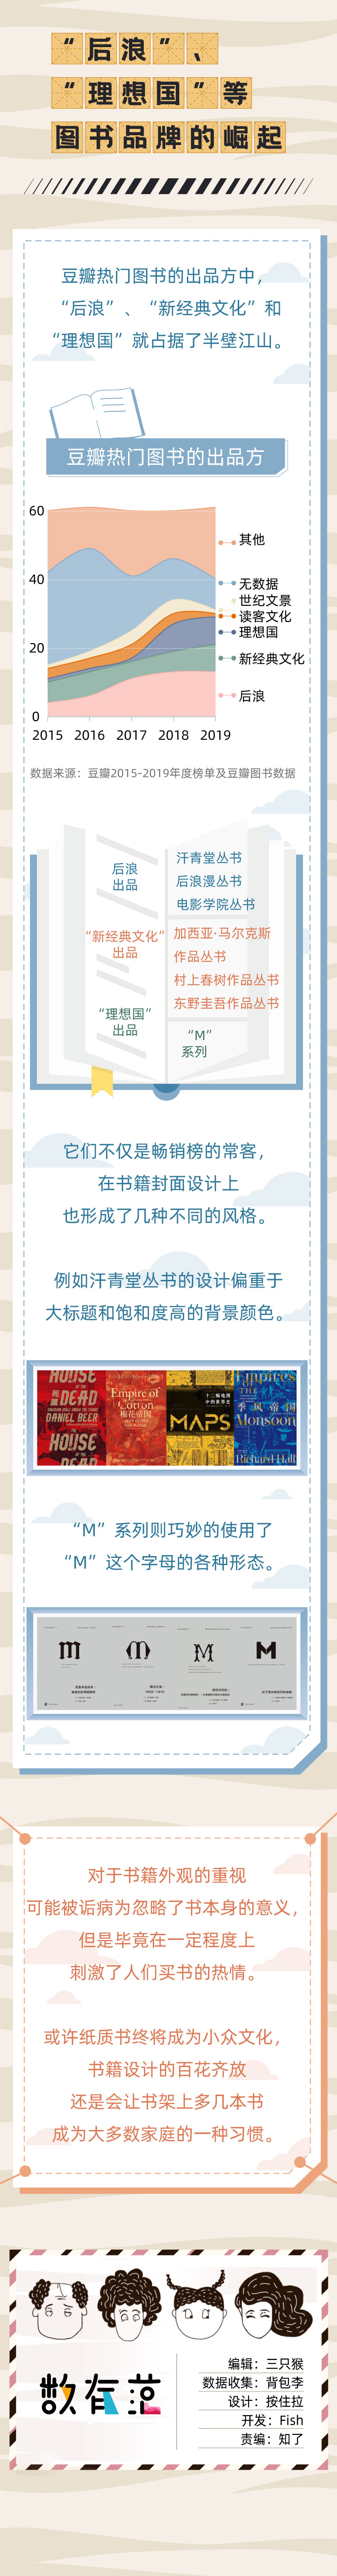 “后浪”、
“理想国”等
图书品牌的崛起
豆瓣热门图书的出品方中，
“后浪”、“新经典文化”和
“理想国”就占据了半壁江山。
豆瓣热门图书的出品方
60
40
20
0
2015 2016 2017 2018 2019
其他
无数据
世纪文景
读客文化
理想国
新经典文化
后浪
数据来源：豆瓣2015-2019年度榜单及豆瓣图书数据
后浪
出品
汗青堂丛书
后浪漫丛书
电影学院丛书
“新经典文化”
出品
加西亚·马尔克斯
作品丛书
村上春树作品丛书
东野圭吾作品丛书
“理想国”
出品
“M”
系列
它们不仅是畅销榜的常客，
在书籍封面设计上
也形成了几种不同的风格。
例如汗青堂丛书的设计偏重于
大标题和饱和度高的背景颜色。
HOUSE
OF THE
DEAD
DANIEL BEER
THE
HOUSE
OF THE
DEAD
Empire of
Cotton
棉花帝国
十二幅地图
中的世界史
MAPS
Empires
OF THE
季风帝国
Monsoon
Richard Hall
“M”系列则巧妙的使用了
“M”这个字母的各种形态。
m
M
M
M
对于书籍外观的重视
可能被诟病为忽略了书本身的意义，
但是毕竟在一定程度上
刺激了人们买书的热情。
或许纸质书终将成为小众文化，
书籍设计的百花齐放
还是会让书架上多几本书
成为大多数家庭的一种习惯。
数有范
编辑：三只猴
数据收集：背包李
设计：按住拉
开发：Fish
责编：知了